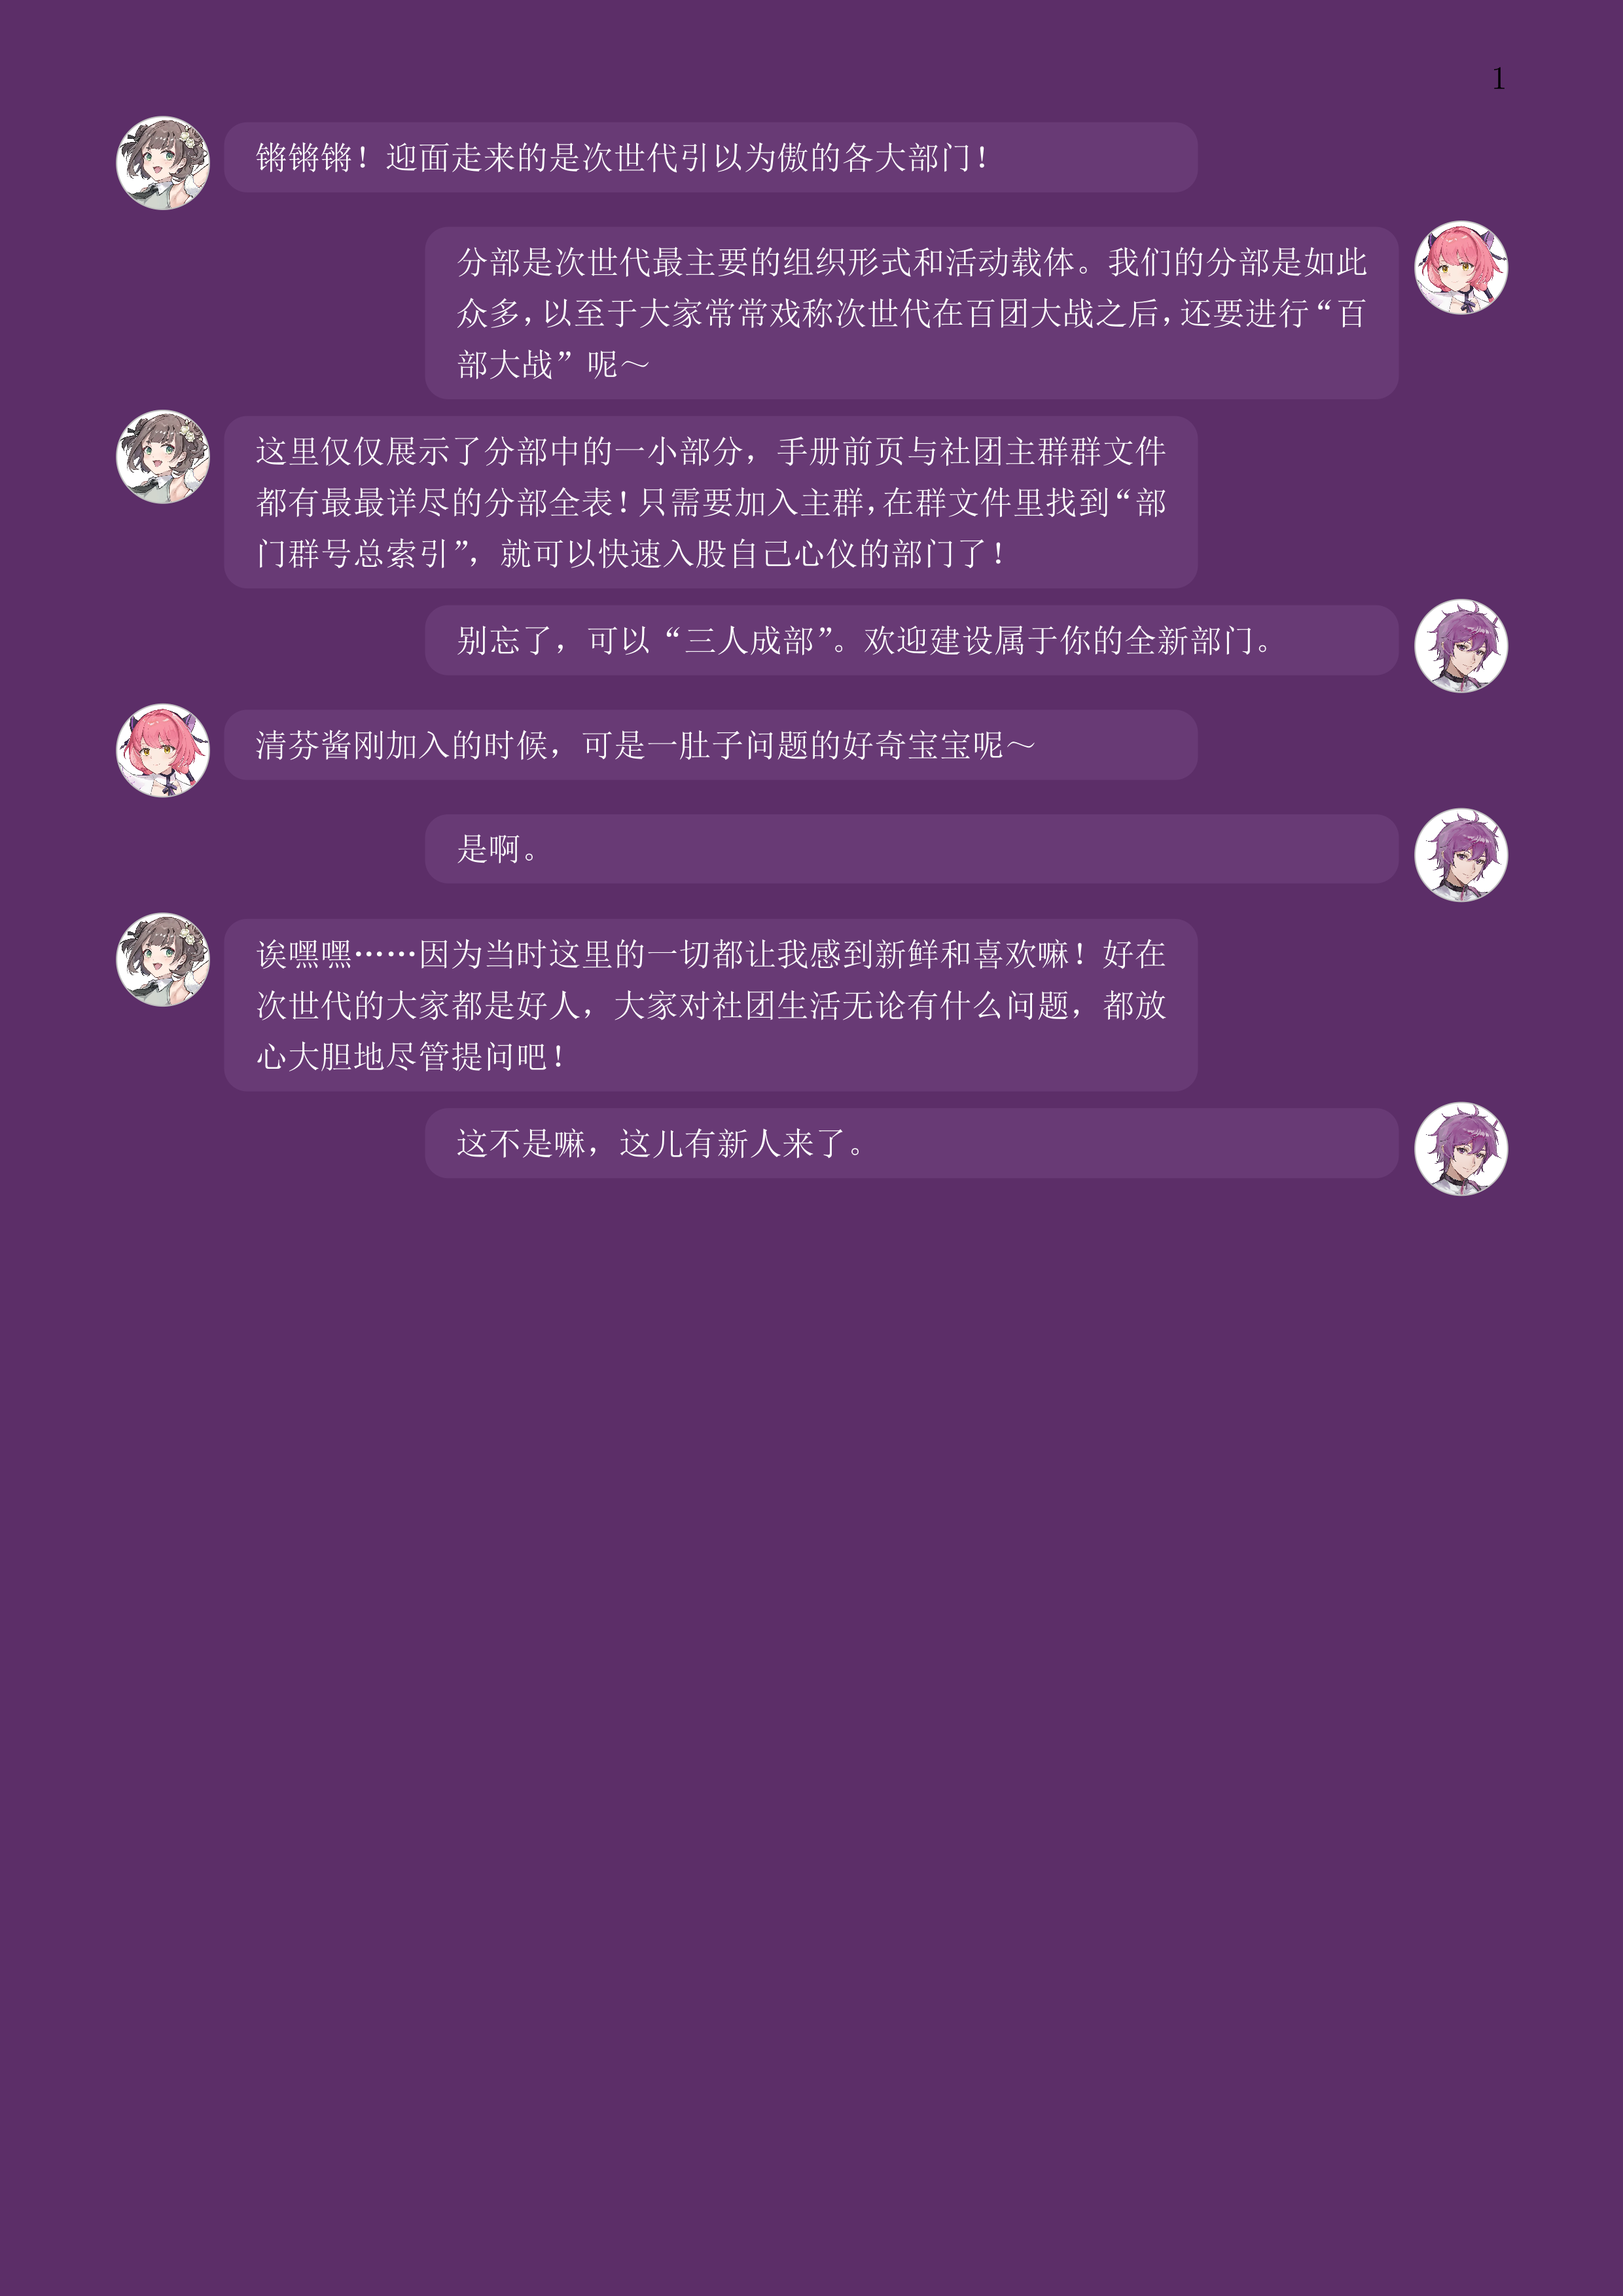 1
锵锵锵！迎面走来的是次世代引以为傲的各大部门！
分部是次世代最主要的组织形式和活动载体。我们的分部是如此
众多，以至于大家常常戏称次世代在百团大战之后，还要进行“百
部大战”呢～
这里仅仅展示了分部中的一小部分，手册前页与社团主群群文件
都有最最详尽的分部全表！只需要加入主群，在群文件里找到“部
门群号总索引”，就可以快速入股自己心仪的部门了！
别忘了，可以“三人成部”。欢迎建设属于你的全新部门。
清芬酱刚加入的时候，可是一肚子问题的好奇宝宝呢～
是啊。
诶嘿嘿……因为当时这里的一切都让我感到新鲜和喜欢嘛！好在
次世代的大家都是好人，大家对社团生活无论有什么问题，都放
心大胆地尽管提问吧！
这不是嘛，这儿有新人来了。